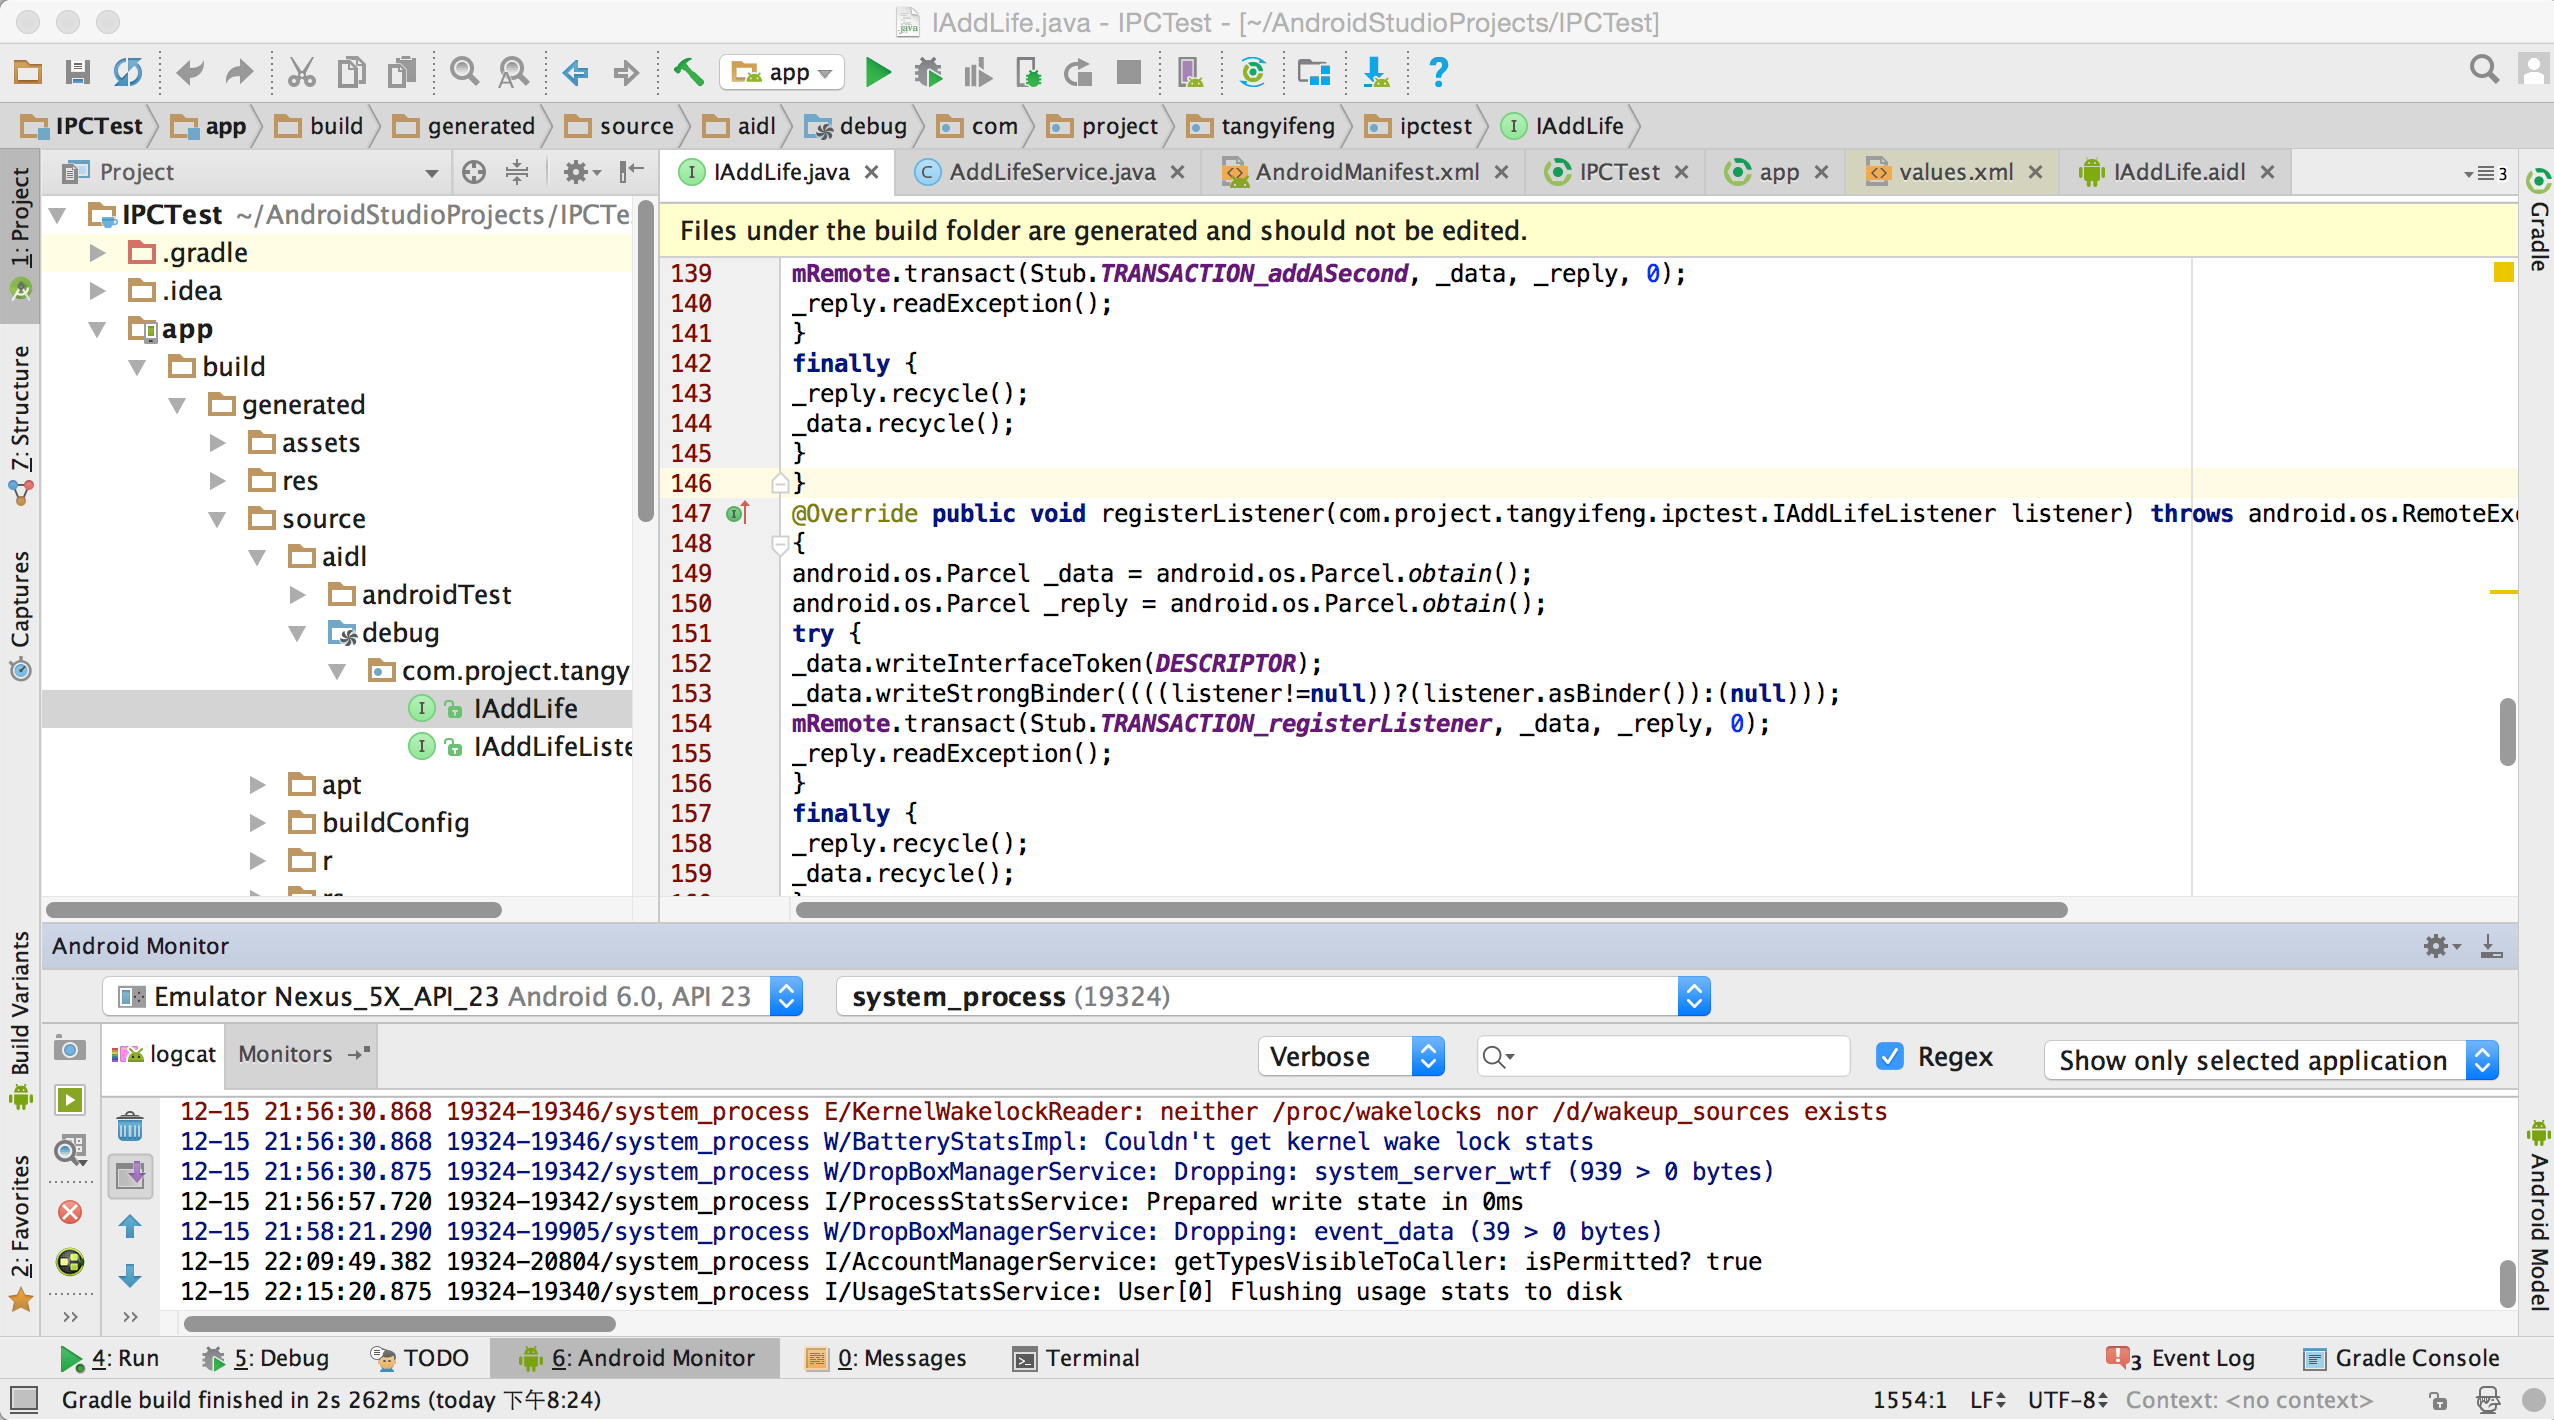 IAddLife.java - IPCTest - [~/AndroidStudioProjects/IPCTest]
app
IPCTest app build generated source aidl debug com project tangyifeng ipctest IAddLife
Project
IAddLife.java AddLifeService.java AndroidManifest.xml IPCTest app values.xml IAddLife.aidl 3
1: Project
7: Structure
Captures
Build Variants
2: Favorites
Gradle
Android Model
IPCTest ~/AndroidStudioProjects/IPCTe
.gradle
.idea
app
build
generated
assets
res
source
aidl
androidTest
debug
com.project.tangy
IAddLife
IAddLifeListe
apt
buildConfig
r
Files under the build folder are generated and should not be edited.
139 mRemote.transact(Stub.TRANSACTION_addASecond, _data, _reply, 0);
140 _reply.readException();
141 }
142 finally {
143 _reply.recycle();
144 _data.recycle();
145 }
146 }
147 @Override public void registerListener(com.project.tangyifeng.ipctest.IAddLifeListener listener) throws android.os.RemoteExc
148 {
149 android.os.Parcel _data = android.os.Parcel.obtain();
150 android.os.Parcel _reply = android.os.Parcel.obtain();
151 try {
152 _data.writeInterfaceToken(DESCRIPTOR);
153 _data.writeStrongBinder((((listener!=null))?(listener.asBinder()):(null)));
154 mRemote.transact(Stub.TRANSACTION_registerListener, _data, _reply, 0);
155 _reply.readException();
156 }
157 finally {
158 _reply.recycle();
159 _data.recycle();
Android Monitor
Emulator Nexus_5X_API_23 Android 6.0, API 23
system_process (19324)
logcat Monitors
Verbose
Regex
Show only selected application
12-15 21:56:30.868 19324-19346/system_process E/KernelWakelockReader: neither /proc/wakelocks nor /d/wakeup_sources exists
12-15 21:56:30.868 19324-19346/system_process W/BatteryStatsImpl: Couldn't get kernel wake lock stats
12-15 21:56:30.875 19324-19342/system_process W/DropBoxManagerService: Dropping: system_server_wtf (939 > 0 bytes)
12-15 21:56:57.720 19324-19342/system_process I/ProcessStatsService: Prepared write state in 0ms
12-15 21:58:21.290 19324-19905/system_process W/DropBoxManagerService: Dropping: event_data (39 > 0 bytes)
12-15 22:09:49.382 19324-20804/system_process I/AccountManagerService: getTypesVisibleToCaller: isPermitted? true
12-15 22:15:20.875 19324-19340/system_process I/UsageStatsService: User[0] Flushing usage stats to disk
4: Run 5: Debug TODO 6: Android Monitor 0: Messages Terminal 3 Event Log Gradle Console
Gradle build finished in 2s 262ms (today 下午8:24)
1554:1 LF UTF-8 Context: <no context>